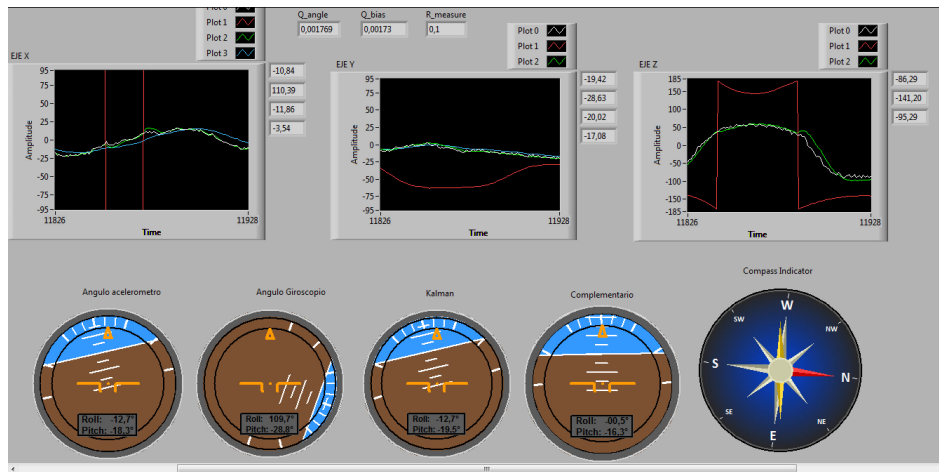 Q_angle
0,001769
Q_bias
0,00173
R_measure
0,1
EJE X
Plot 1
Plot 2
Plot 3
95
75
50
25
0
-25
-50
-75
-95
Amplitude
11826
11928
Time
-10,84
110,39
-11,86
-3,54
EJE Y
Plot 0
Plot 1
Plot 2
95
75
50
25
0
-25
-50
-75
-95
Amplitude
11826
11928
Time
-19,42
-28,63
-20,02
-17,08
EJE Z
Plot 0
Plot 1
Plot 2
185
150
100
50
0
-50
-100
-150
-185
Amplitude
11826
11928
Time
-86,29
-141,20
-95,29
Angulo acelerometro
Roll: -12,7°
Pitch: -18,3°
Angulo Giroscopio
Roll: 109,7°
Pitch: -28,8°
Kalman
Roll: -12,7°
Pitch: -19,5°
Complementario
Roll: -00,5°
Pitch: -16,3°
Compass Indicator
W
SW
NW
S
N
SE
NE
E